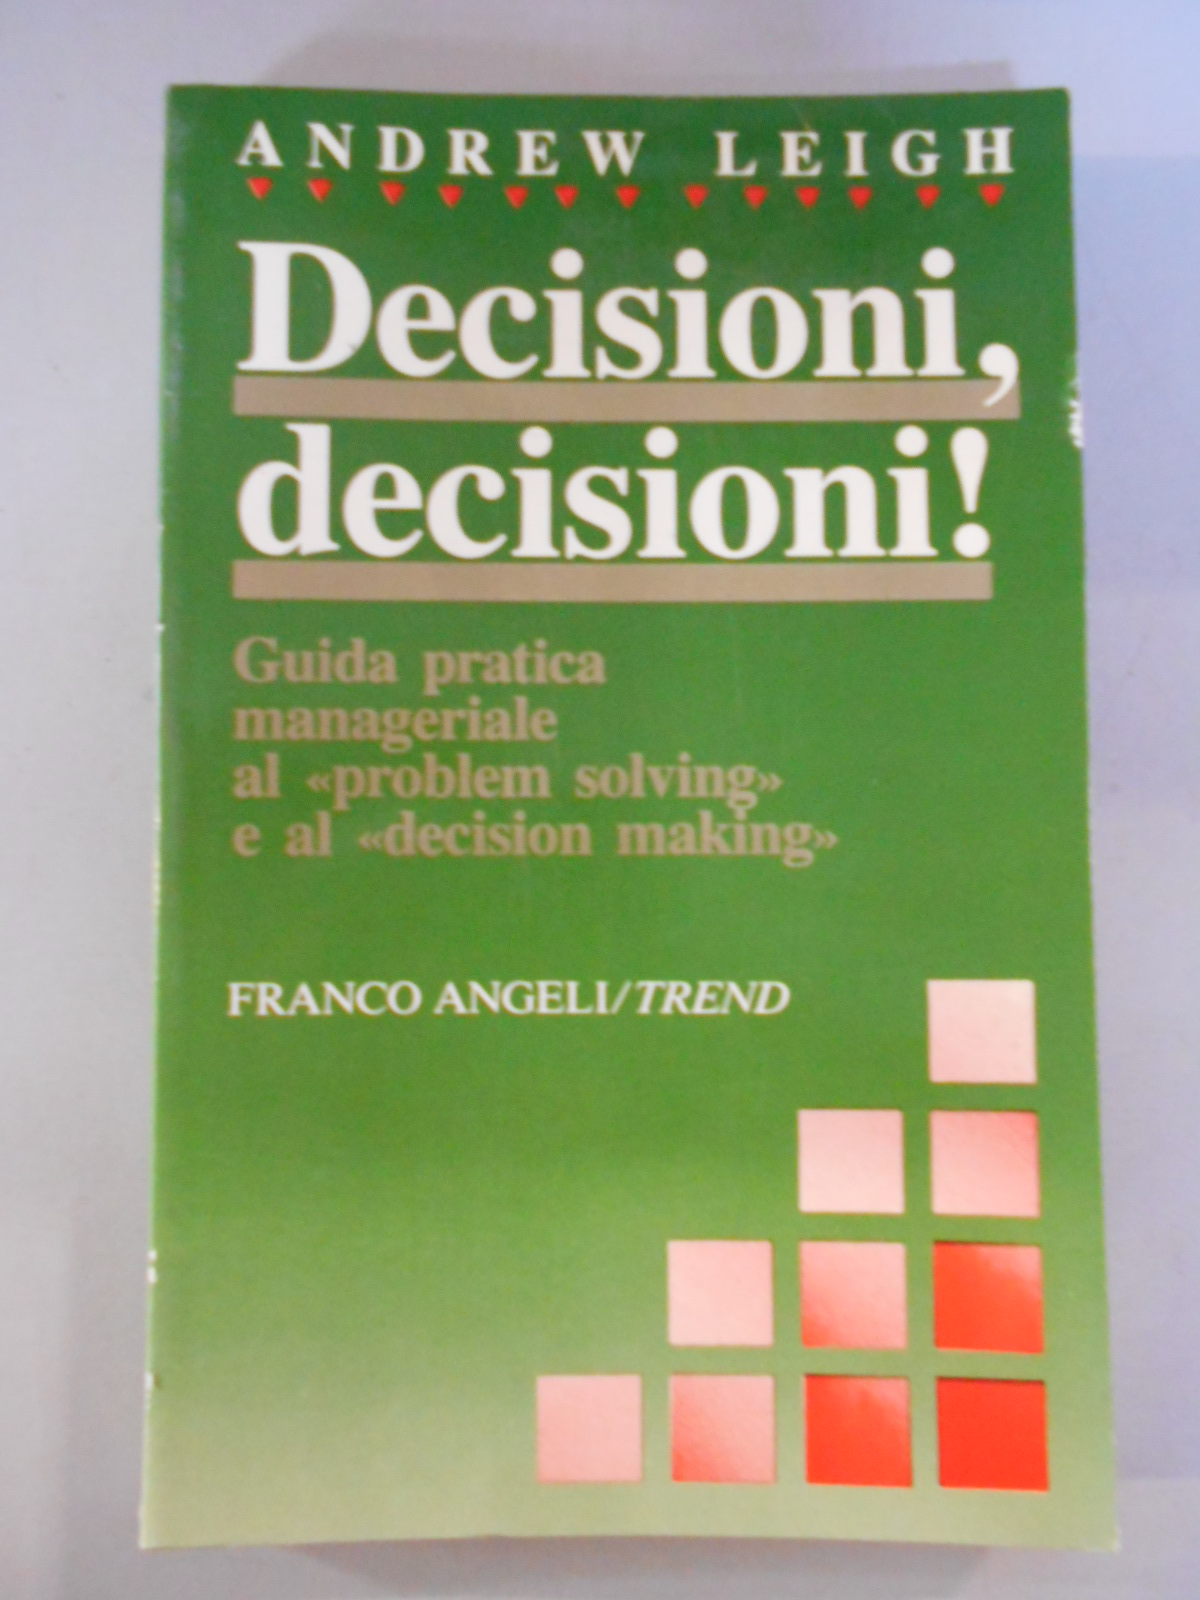 ANDREW LEIGH
Decisioni,
decisioni!
Guida pratica
manageriale
al «problem solving»
e al «decision making»
FRANCO ANGELI/TREND